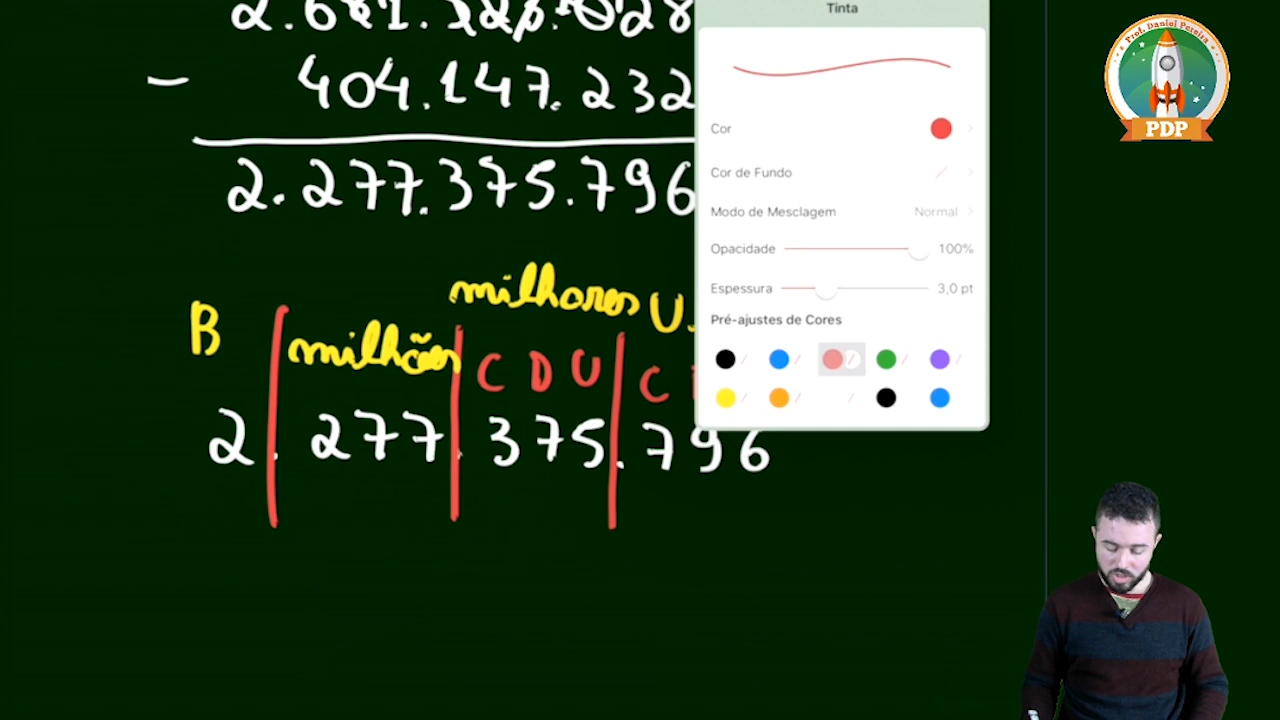 Tinta
Prof. Daniel Pereira
PDP
- 404.147.232
2.277.375.796
Cor
Cor de Fundo
Modo de Mesclagem Normal
Opacidade 100%
Espessura 3,0 pt
Pré-ajustes de Cores
B milhão milhares U.
C D U C
2.277.375.796